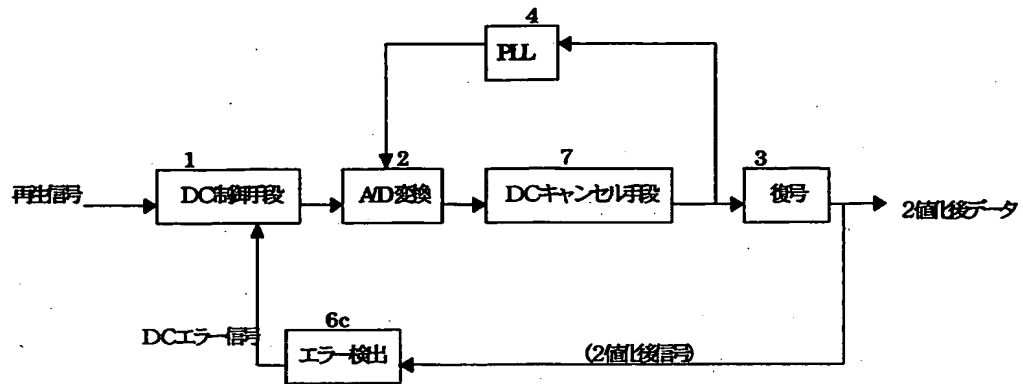 4
PLL
1
2
7
3
再生信号
DC制御手段
A/D変換
DCキャンセル手段
復号
2値化後データ
DCエラー信号
6c
エラー検出
(2値化後信号)